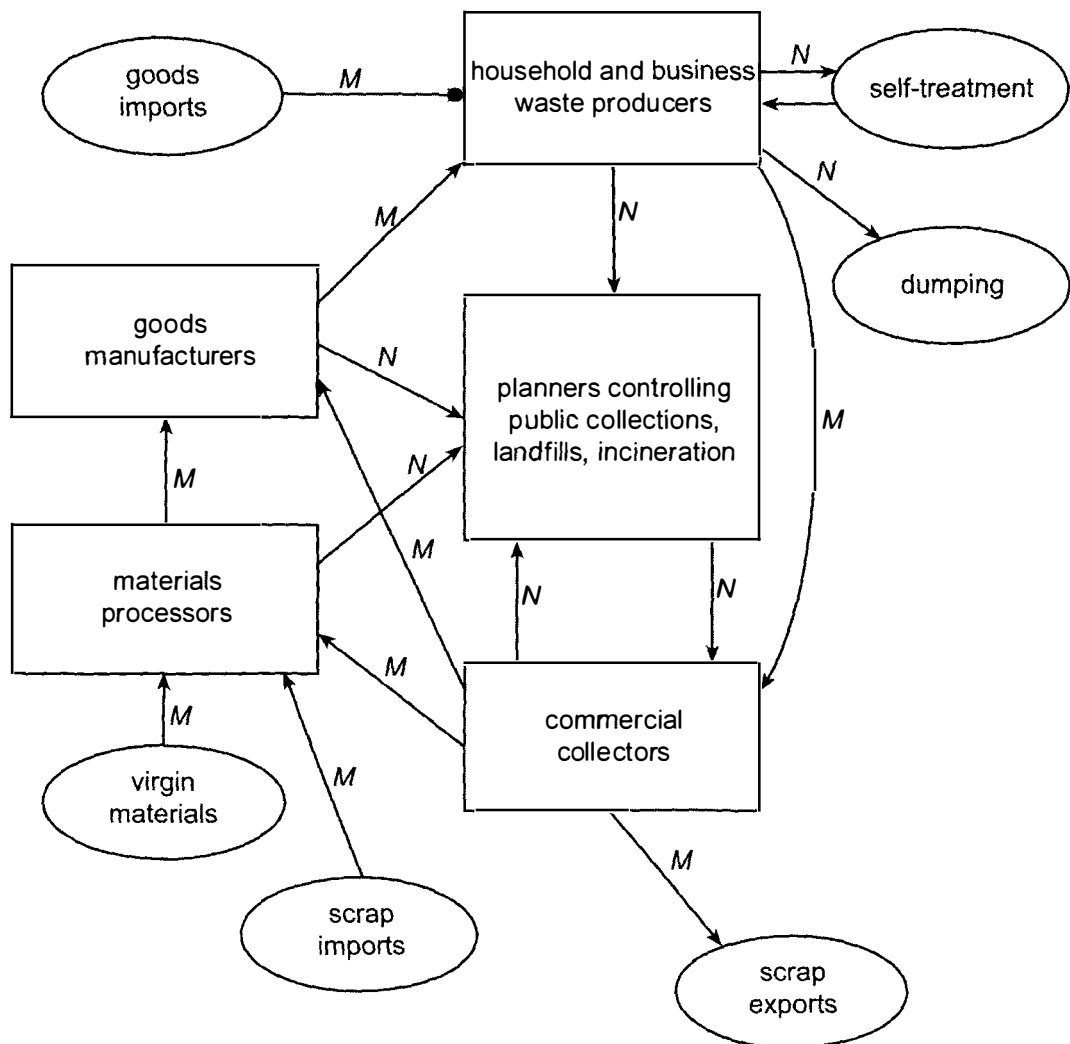 goods
imports
M
household and business
waste producers
N
self-treatment
N
dumping
M
N
goods
manufacturers
N
planners controlling
public collections,
landfills, incineration
M
M
N
M
N
N
materials
processors
M
commercial
collectors
M
virgin
materials
M
M
scrap
imports
scrap
exports